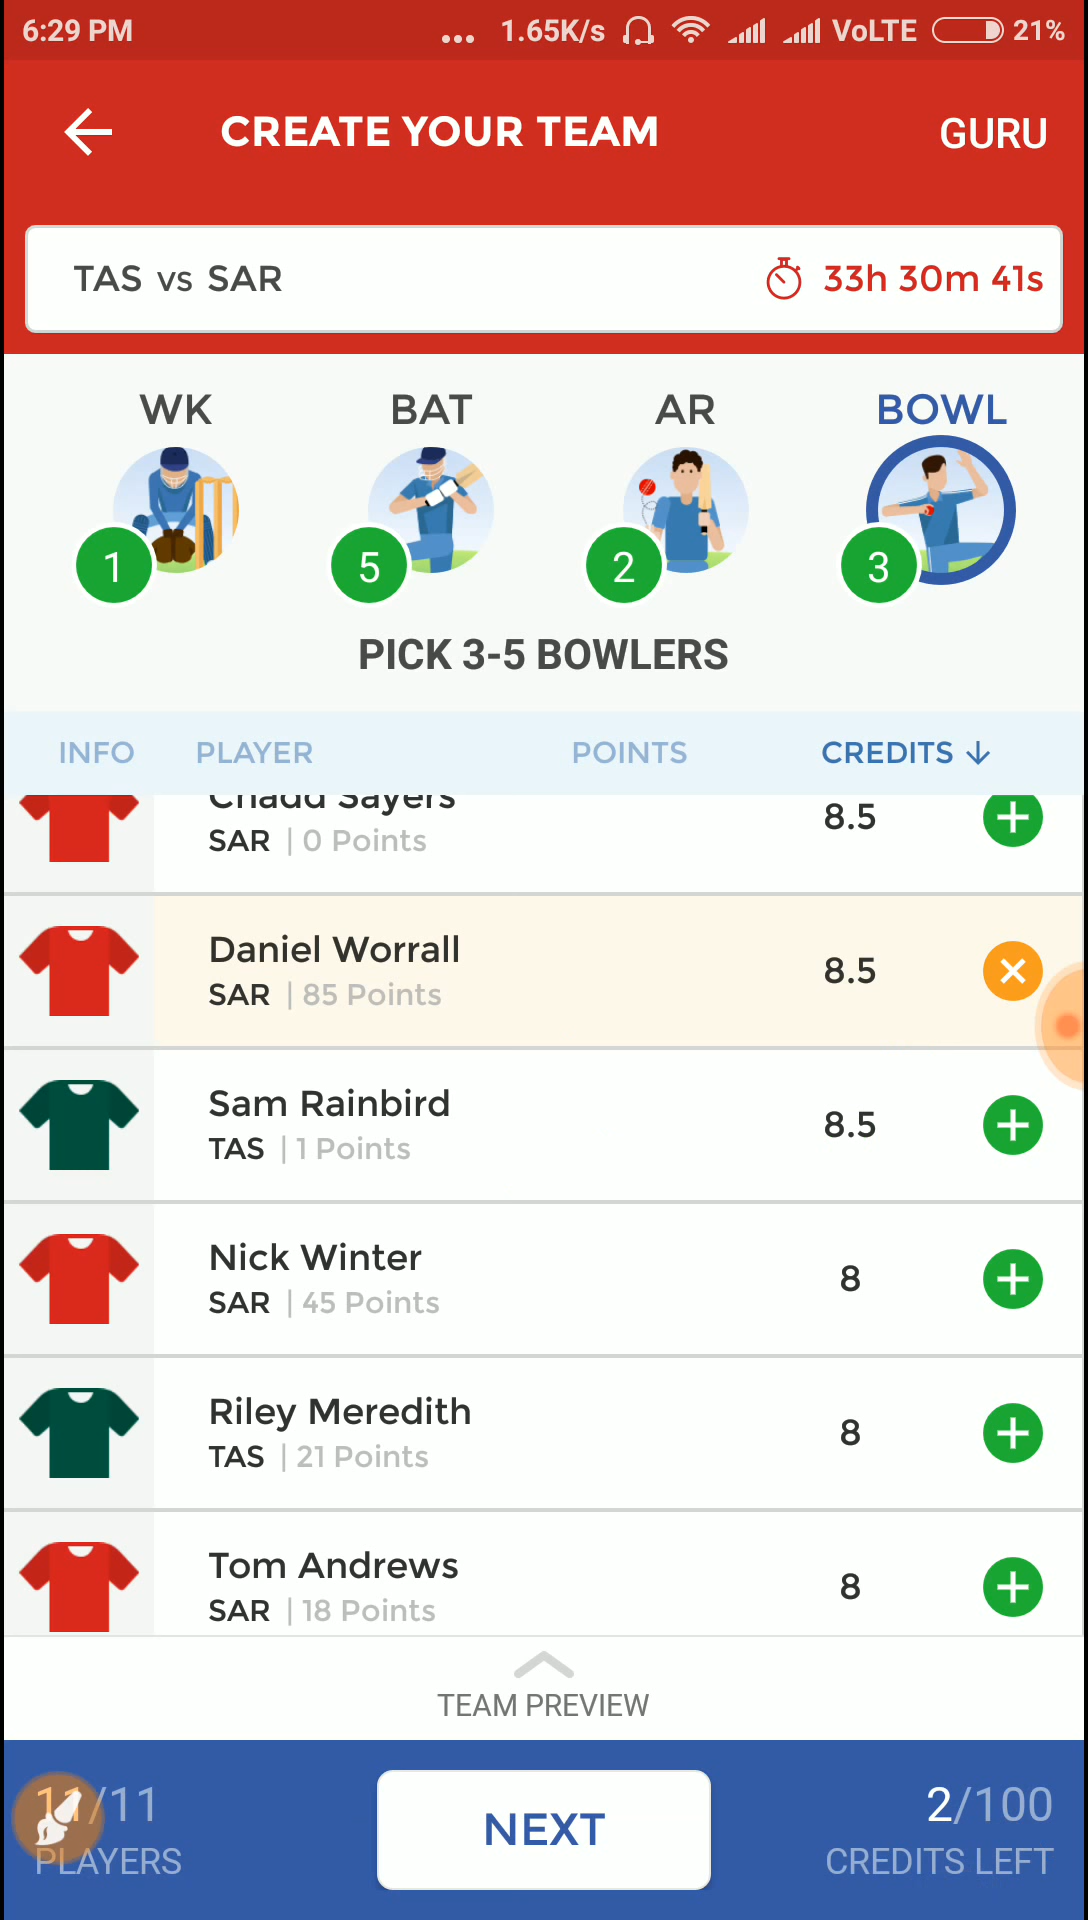 6:29 PM ... 1.65K/s VoLTE 21%
CREATE YOUR TEAM GURU
TAS vs SAR 33h 30m 41s
WK BAT AR BOWL
1 5 2 3
PICK 3-5 BOWLERS
INFO PLAYER POINTS CREDITS
Chadd Sayers 8.5
SAR | 0 Points
Daniel Worrall 8.5
SAR | 85 Points
Sam Rainbird 8.5
TAS | 1 Points
Nick Winter 8
SAR | 45 Points
Riley Meredith 8
TAS | 21 Points
Tom Andrews 8
SAR | 18 Points
TEAM PREVIEW
11/11 NEXT 2/100
PLAYERS CREDITS LEFT